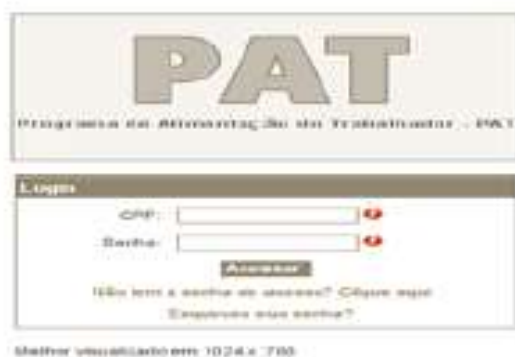 PAT
Programa de Alimentação do Trabalhador - PAT
Login
CPF:
Senha:
Acessar
Não tem a senha de acesso? Clique aqui
Esqueceu sua senha?
Melhor visualizado em 1024 x 768